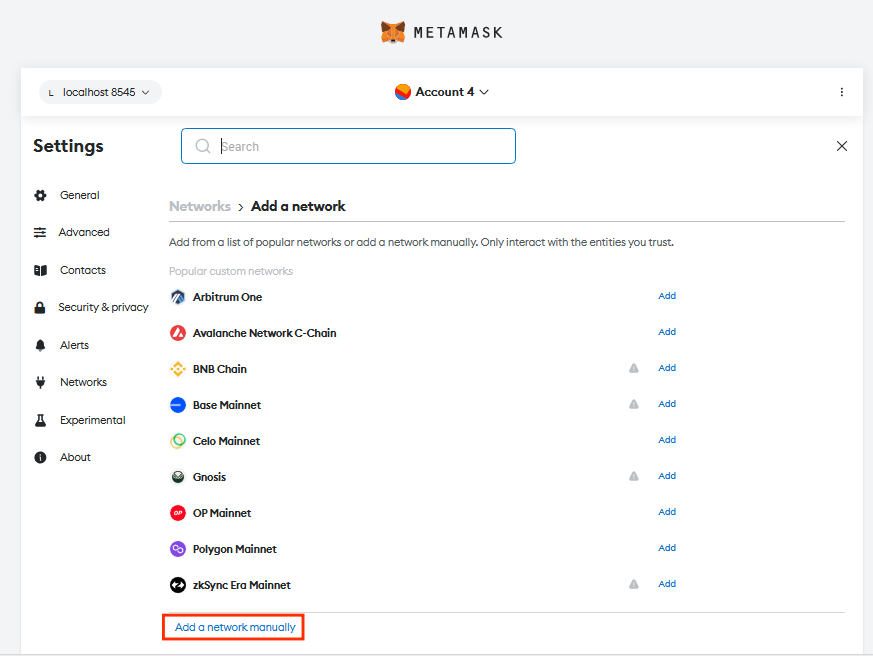 METAMASK
L localhost 8545
Account 4
Settings
Search
General
Advanced
Contacts
Security & privacy
Alerts
Networks
Experimental
About
Networks > Add a network
Add from a list of popular networks or add a network manually. Only interact with the entities you trust.
Popular custom networks
Arbitrum One Add
Avalanche Network C-Chain Add
BNB Chain Add
Base Mainnet Add
Celo Mainnet Add
Gnosis Add
OP OP Mainnet Add
Polygon Mainnet Add
zkSync Era Mainnet Add
Add a network manually